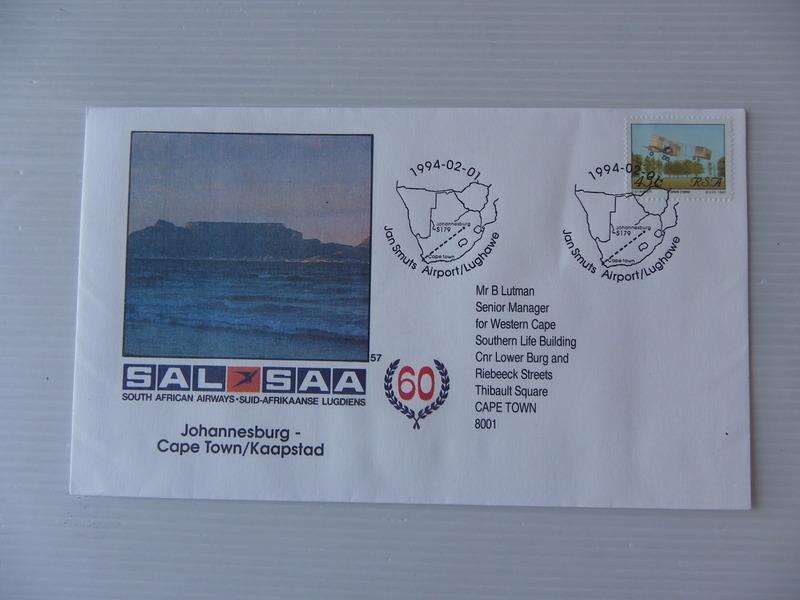 1994-02-01
Johannesburg
5179
Cape town
Jan Smuts Airport/Lughawe
1994-02-01
Johannesburg
5179
Cape town
Jan Smuts Airport/Lughawe
RSA
57
SAL SAA
SOUTH AFRICAN AIRWAYS•SUID-AFRIKAANSE LUGDIENS
60
Johannesburg -
Cape Town/Kaapstad
Mr B Lutman
Senior Manager
for Western Cape
Southern Life Building
Cnr Lower Burg and
Riebeeck Streets
Thibault Square
CAPE TOWN
8001